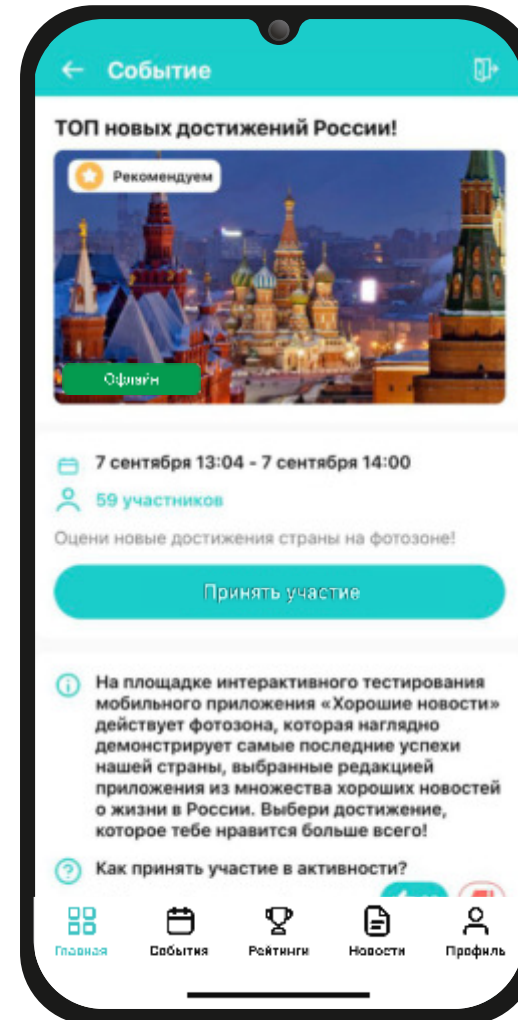 Событие
ТОП новых достижений России!
Рекомендуем
Офлайн
7 сентября 13:04 - 7 сентября 14:00
59 участников
Оцени новые достижения страны на фотозоне!
Принять участие
На площадке интерактивного тестирования
мобильного приложения «Хорошие новости»
действует фотозона, которая наглядно
демонстрирует самые последние успехи
нашей страны, выбранные редакцией
приложения из множества хороших новостей
о жизни в России. Выбери достижение,
которое тебе нравится больше всего!
Как принять участие в активности?
Главная
События
Рейтинги
Новости
Профиль